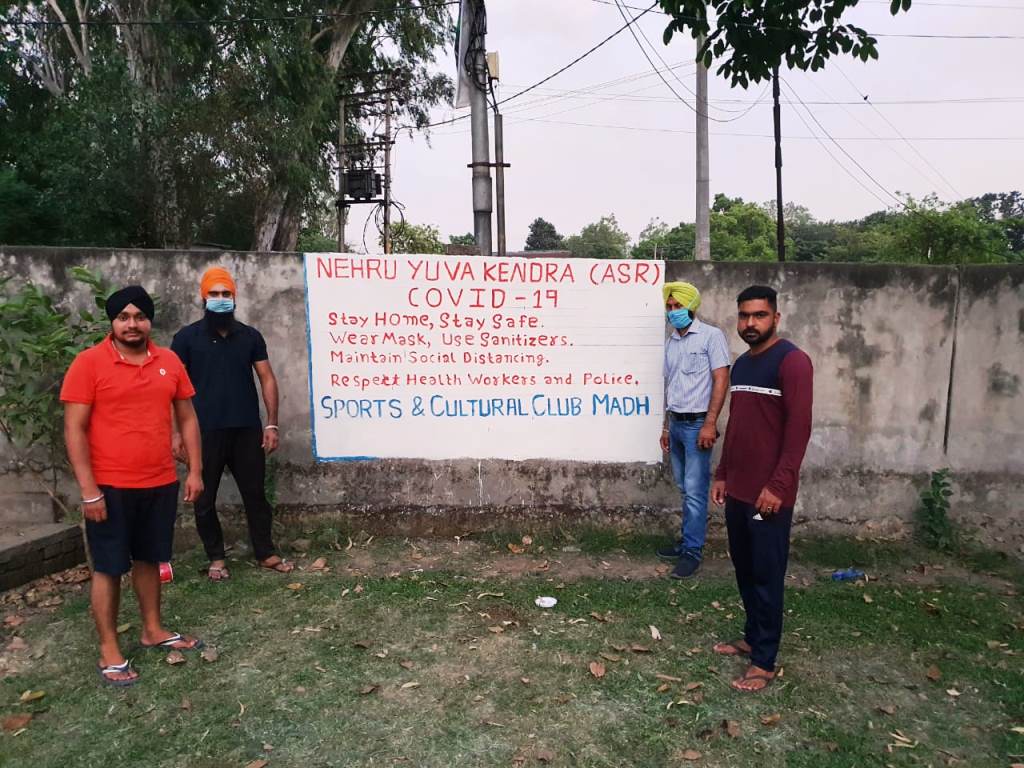 NEHRU YUVA KENDRA (ASR)
COVID-19
Stay Home, Stay Safe.
Wear Mask, Use Sanitizers.
Maintain Social Distancing.
Respect Health Workers and Police.
SPORTS & CULTURAL CLUB MADH